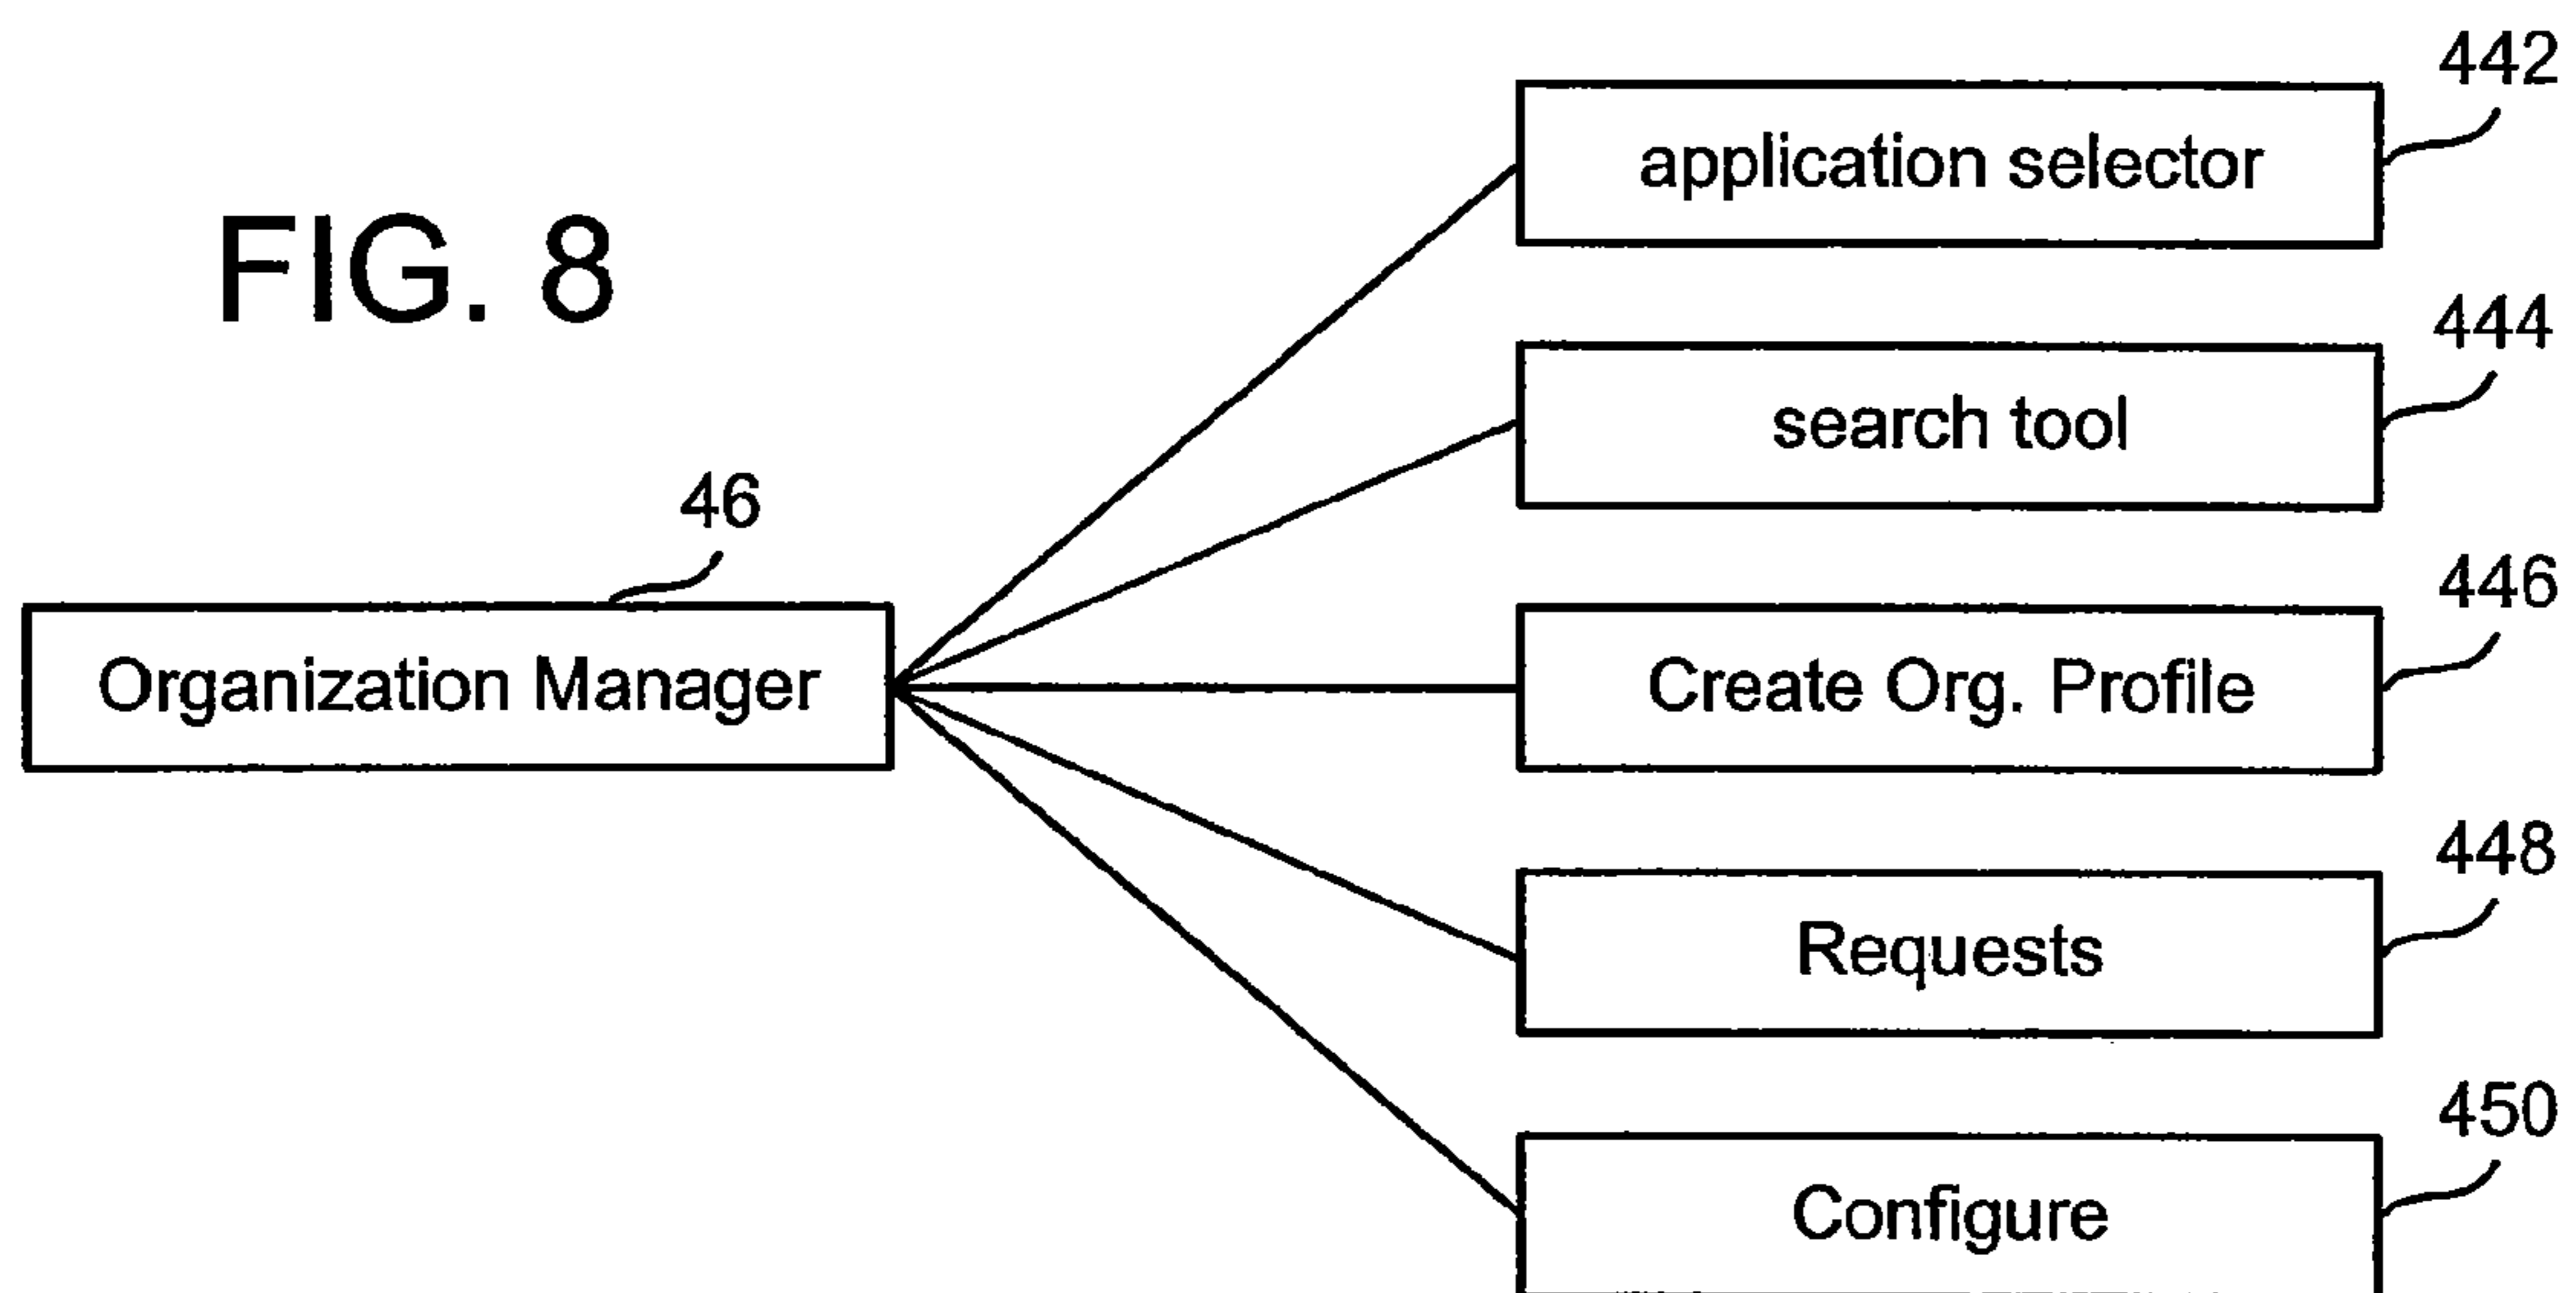 FIG. 8
442
application selector
444
search tool
46
Organization Manager
446
Create Org. Profile
448
Requests
450
Configure